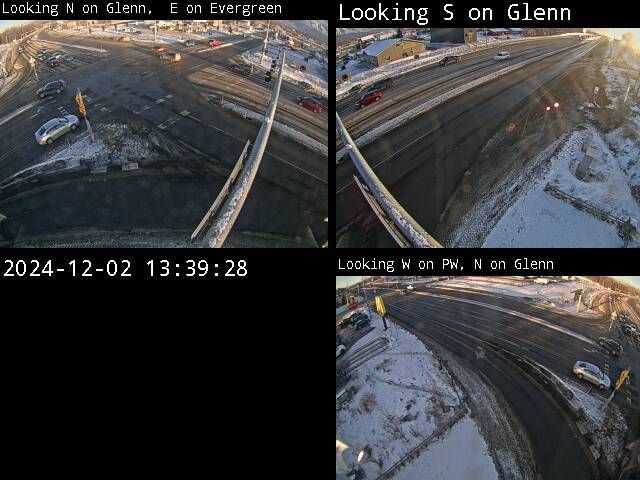 Looking N on Glenn,  E on Evergreen
Looking S on Glenn
2024-12-02 13:39:28
Looking W on PW, N on Glenn